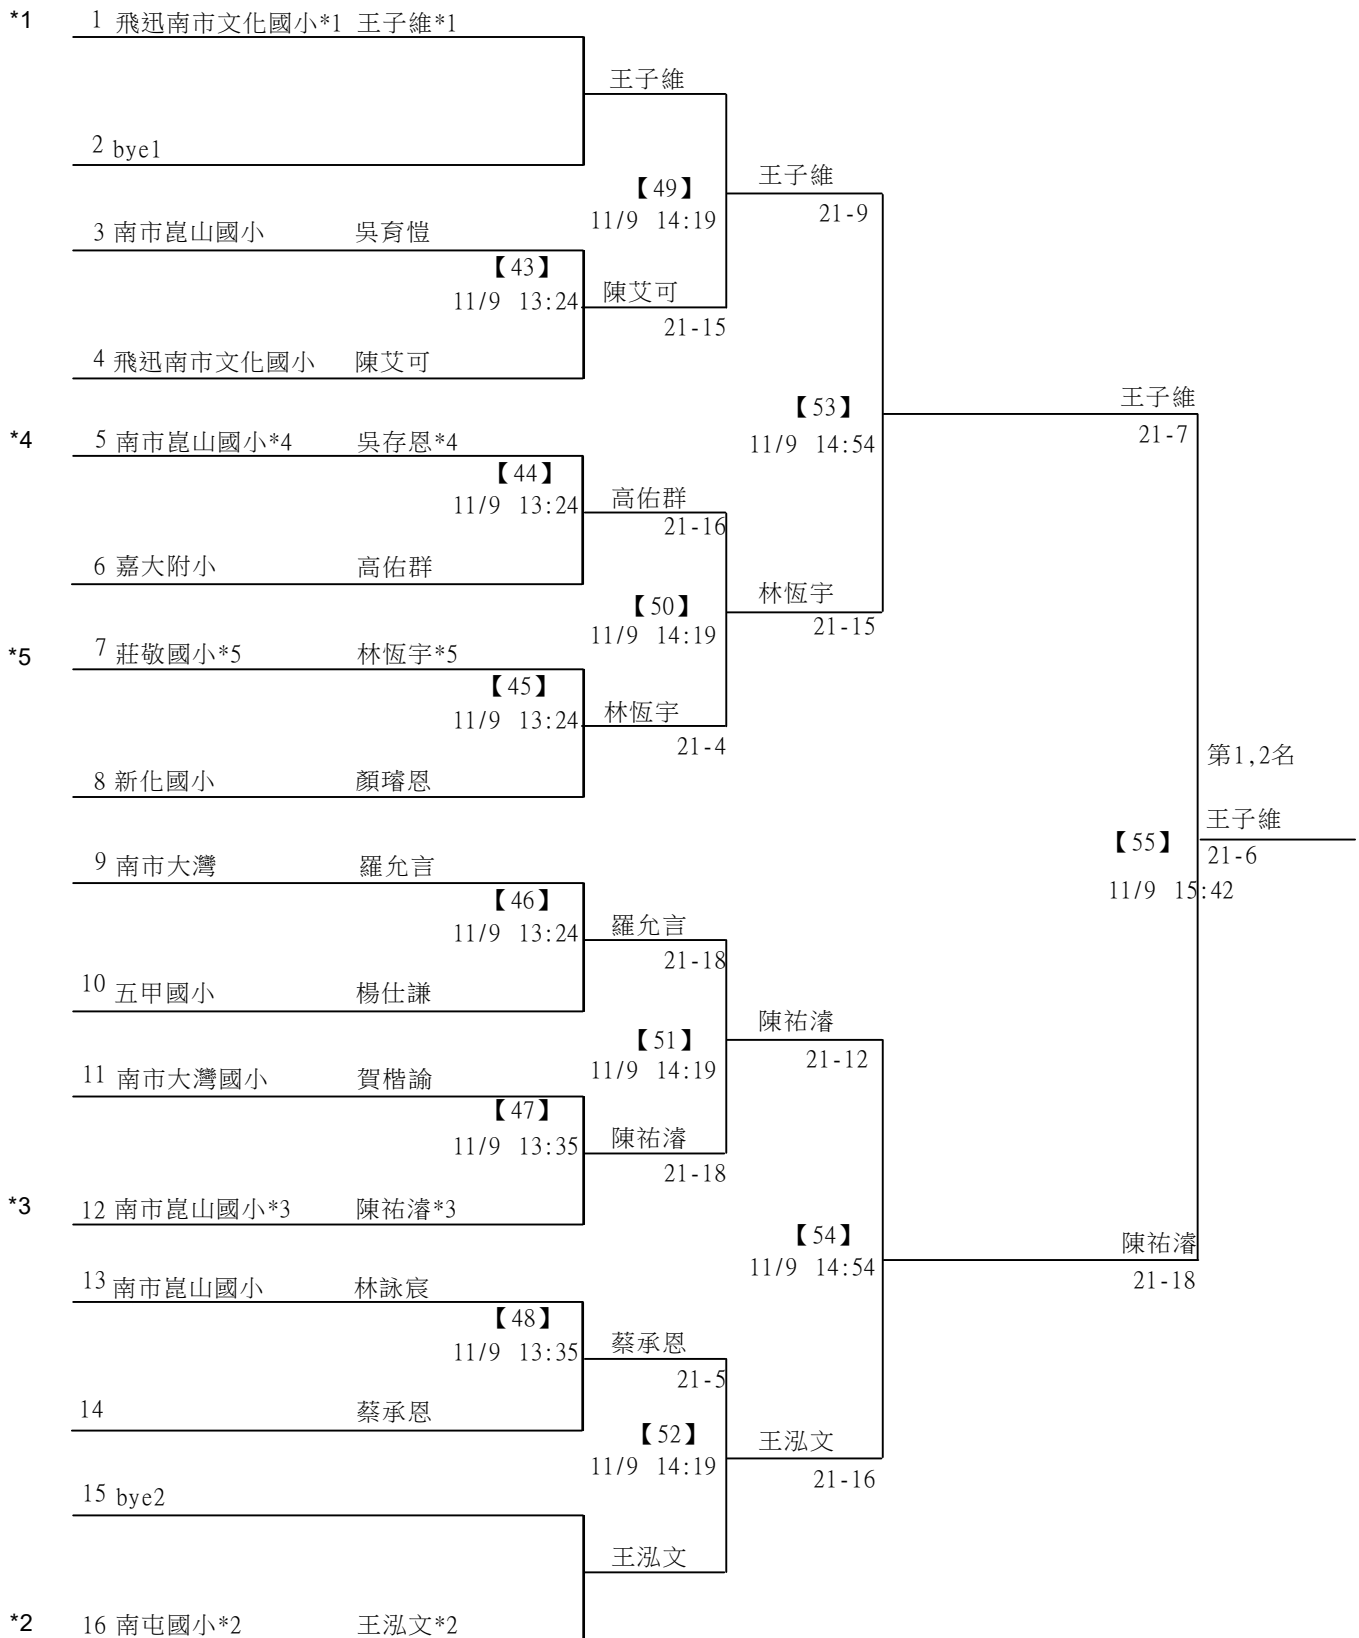 *1 1 飛迅南市文化國小*1 王子維*1
王子維
2 bye1
【49】 王子維
11/9 14:19 21-9
3 南市崑山國小 吳育愷
【43】
11/9 13:24 陳艾可
21-15
4 飛迅南市文化國小 陳艾可
【53】 王子維
*4 5 南市崑山國小*4 吳存恩*4 11/9 14:54 21-7
【44】
11/9 13:24 高佑群
21-16
6 嘉大附小 高佑群
【50】 林恆宇
11/9 14:19 21-15
*5 7 莊敬國小*5 林恆宇*5
【45】
11/9 13:24 林恆宇
21-4
第1,2名
8 新化國小 顏璿恩
王子維
【55】 21-6
9 南市大灣 羅允言
11/9 15:42
【46】
11/9 13:24 羅允言
21-18
10 五甲國小 楊仕謙
陳祐濬
【51】 21-12
11/9 14:19
11 南市大灣國小 賀楷諭
【47】
11/9 13:35 陳祐濬
21-18
*3 12 南市崑山國小*3 陳祐濬*3
【54】 陳祐濬
11/9 14:54 21-18
13 南市崑山國小 林詠宸
【48】
11/9 13:35 蔡承恩
21-5
14 蔡承恩
【52】 王泓文
11/9 14:19 21-16
15 bye2
王泓文
*2 16 南屯國小*2 王泓文*2